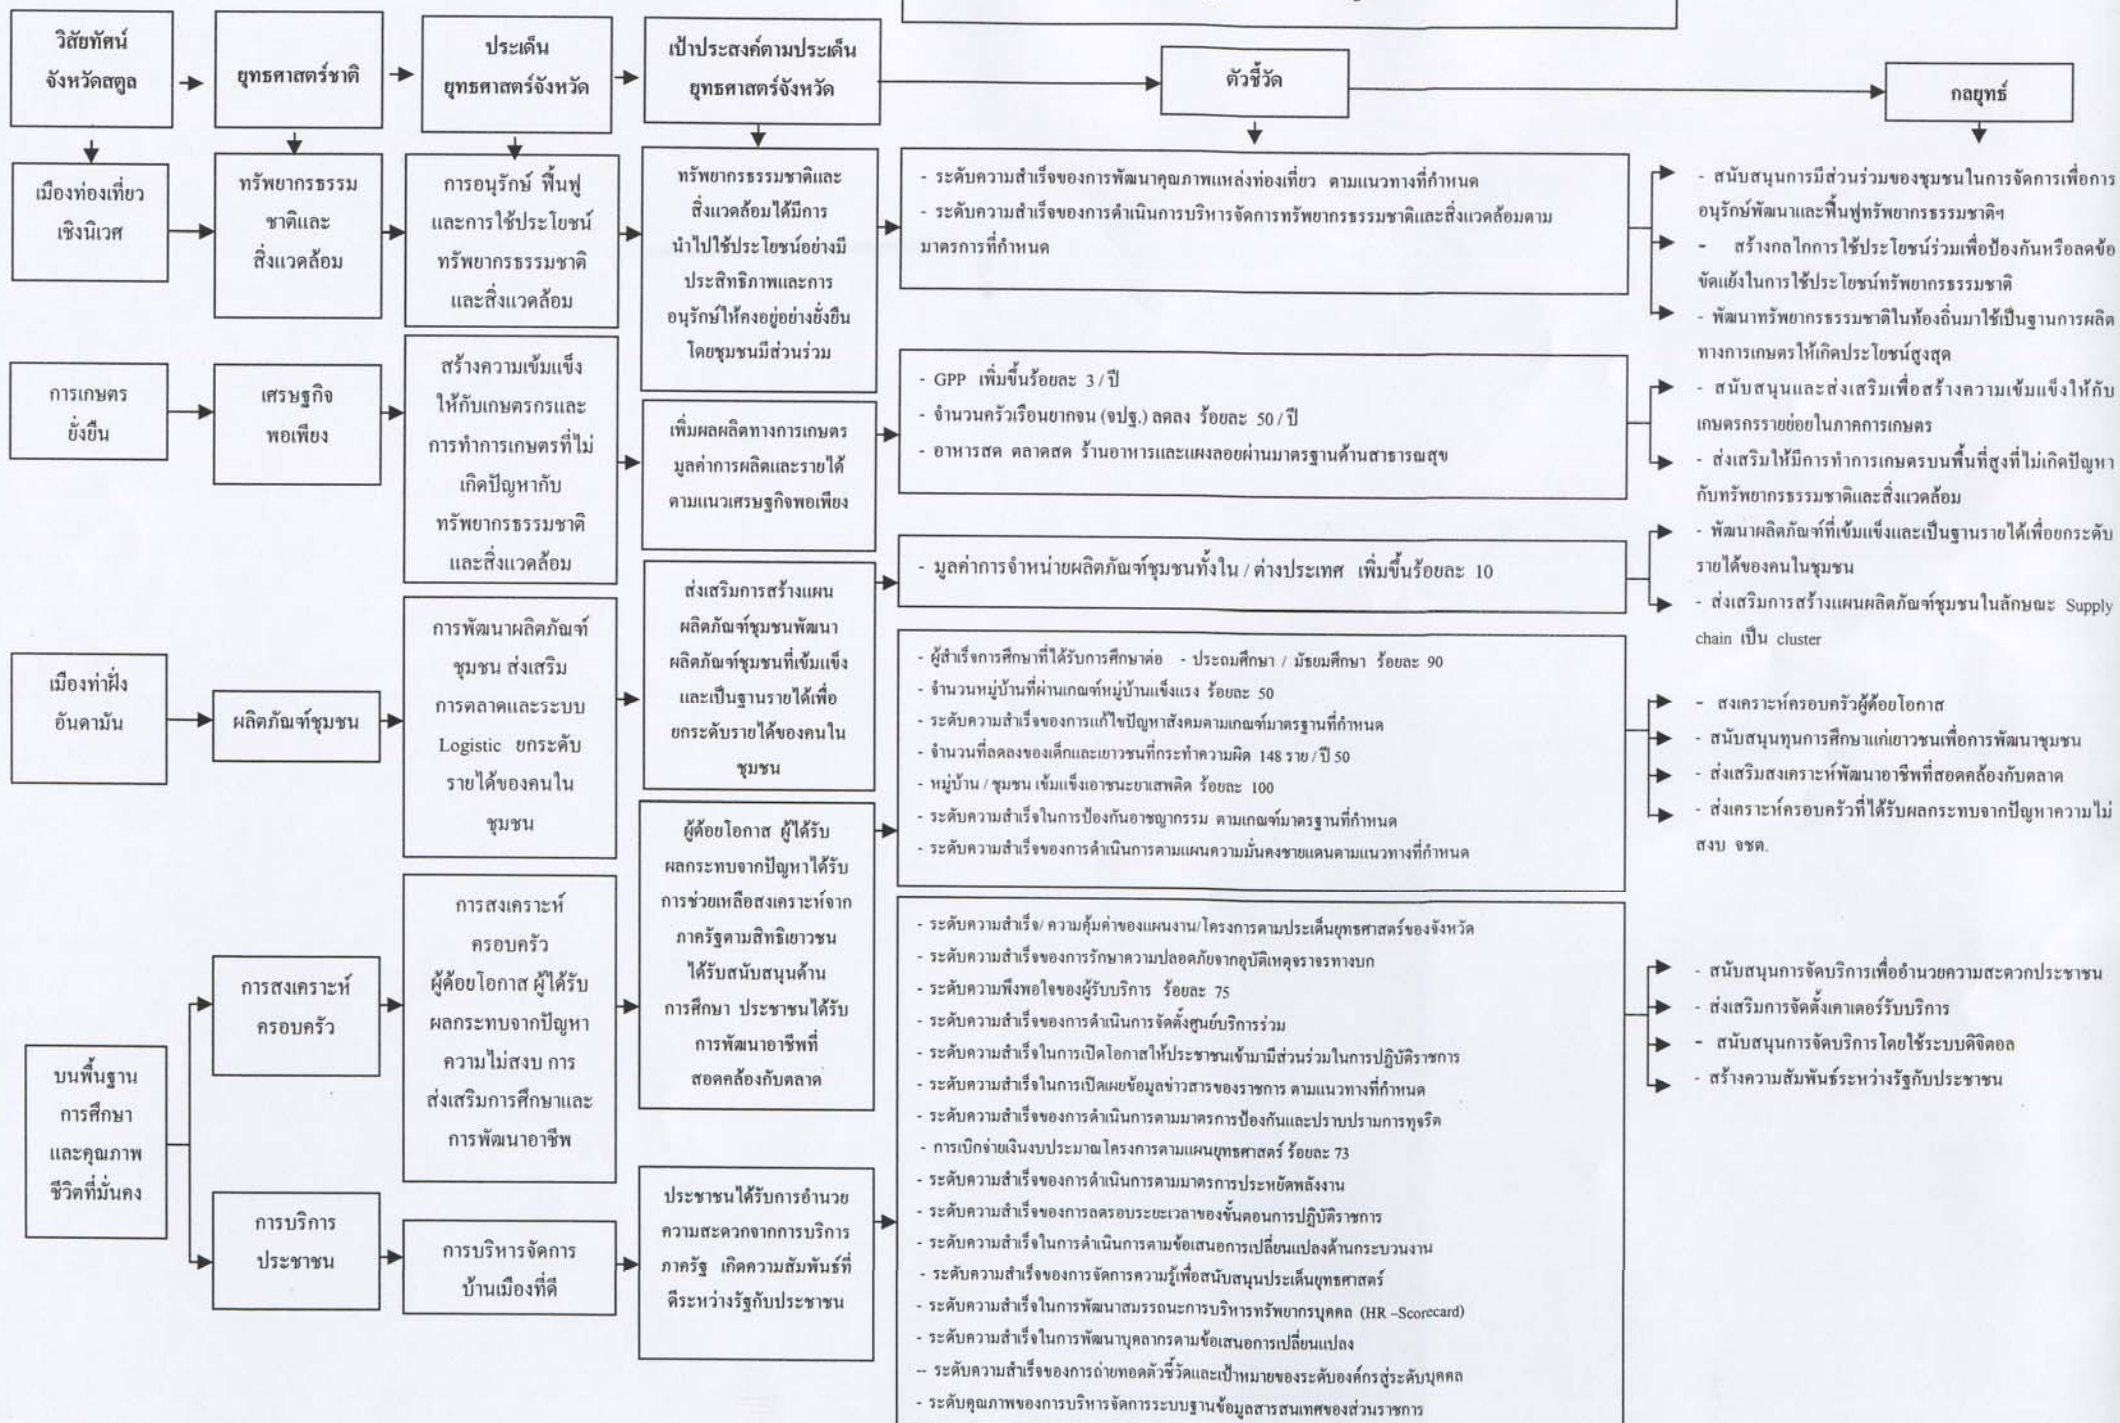 วิสัยทัศน์
จังหวัดสตูล
ยุทธศาสตร์ชาติ
ประเด็น
ยุทธศาสตร์จังหวัด
เป้าประสงค์ตามประเด็น
ยุทธศาสตร์จังหวัด
ตัวชี้วัด
กลยุทธ์
เมืองท่องเที่ยว
เชิงนิเวศ
ทรัพยากรธรรม
ชาติและ
สิ่งแวดล้อม
การอนุรักษ์ ฟื้นฟู
และการใช้ประโยชน์
ทรัพยากรธรรมชาติ
และสิ่งแวดล้อม
ทรัพยากรธรรมชาติและ
สิ่งแวดล้อมได้มีการ
นำไปใช้ประโยชน์อย่างมี
ประสิทธิภาพและการ
อนุรักษ์ให้คงอยู่อย่างยั่งยืน
โดยชุมชนมีส่วนร่วม
- ระดับความสำเร็จของการพัฒนาคุณภาพแหล่งท่องเที่ยว ตามแนวทางที่กำหนด
- ระดับความสำเร็จของการดำเนินการบริหารจัดการทรัพยากรธรรมชาติและสิ่งแวดล้อมตาม
มาตรการที่กำหนด
- สนับสนุนการมีส่วนร่วมของชุมชนในการจัดการเพื่อการ
อนุรักษ์พัฒนาและฟื้นฟูทรัพยากรธรรมชาติฯ
- สร้างกลไกการใช้ประโยชน์ร่วมเพื่อป้องกันหรือลดข้อ
ขัดแย้งในการใช้ประโยชน์ทรัพยากรธรรมชาติ
- พัฒนาทรัพยากรธรรมชาติในท้องถิ่นมาใช้เป็นฐานการผลิต
ทางการเกษตรให้เกิดประโยชน์สูงสุด
การเกษตร
ยั่งยืน
เศรษฐกิจ
พอเพียง
สร้างความเข้มแข็ง
ให้กับเกษตรกรและ
การทำการเกษตรที่ไม่
เกิดปัญหากับ
ทรัพยากรธรรมชาติ
และสิ่งแวดล้อม
เพิ่มผลผลิตทางการเกษตร
มูลค่าการผลิตและรายได้
ตามแนวเศรษฐกิจพอเพียง
- GPP เพิ่มขึ้นร้อยละ 3 / ปี
- จำนวนครัวเรือนยากจน (จปฐ.) ลดลง ร้อยละ 50 / ปี
- อาหารสด ตลาดสด ร้านอาหารและแผงลอยผ่านมาตรฐานด้านสาธารณสุข
- สนับสนุนและส่งเสริมเพื่อสร้างความเข้มแข็งให้กับ
เกษตรกรรายย่อยในภาคการเกษตร
- ส่งเสริมให้มีการทำการเกษตรบนพื้นที่สูงที่ไม่เกิดปัญหา
กับทรัพยากรธรรมชาติและสิ่งแวดล้อม
เมืองท่าฝั่ง
อันดามัน
ผลิตภัณฑ์ชุมชน
การพัฒนาผลิตภัณฑ์
ชุมชน ส่งเสริม
การตลาดและระบบ
Logistic ยกระดับ
รายได้ของคนใน
ชุมชน
ส่งเสริมการสร้างแผน
ผลิตภัณฑ์ชุมชนพัฒนา
ผลิตภัณฑ์ชุมชนที่เข้มแข็ง
และเป็นฐานรายได้เพื่อ
ยกระดับรายได้ของคนใน
ชุมชน
- มูลค่าการจำหน่ายผลิตภัณฑ์ชุมชนทั้งใน / ต่างประเทศ เพิ่มขึ้นร้อยละ 10
- พัฒนาผลิตภัณฑ์ที่เข้มแข็งและเป็นฐานรายได้เพื่อยกระดับ
รายได้ของคนในชุมชน
- ส่งเสริมการสร้างแผนผลิตภัณฑ์ชุมชนในลักษณะ Supply
chain เป็น cluster
บนพื้นฐาน
การศึกษา
และคุณภาพ
ชีวิตที่มั่นคง
การสงเคราะห์
ครอบครัว
การสงเคราะห์
ครอบครัว
ผู้ด้อยโอกาส ผู้ได้รับ
ผลกระทบจากปัญหา
ความไม่สงบ การ
ส่งเสริมการศึกษาและ
การพัฒนาอาชีพ
ผู้ด้อยโอกาส ผู้ได้รับ
ผลกระทบจากปัญหาได้รับ
การช่วยเหลือสงเคราะห์จาก
ภาครัฐตามสิทธิเยาวชน
ได้รับสนับสนุนด้าน
การศึกษา ประชาชนได้รับ
การพัฒนาอาชีพที่
สอดคล้องกับตลาด
- ผู้สำเร็จการศึกษาที่ได้รับการศึกษาต่อ - ประถมศึกษา / มัธยมศึกษา ร้อยละ 90
- จำนวนหมู่บ้านที่ผ่านเกณฑ์หมู่บ้านแข็งแรง ร้อยละ 50
- ระดับความสำเร็จของการแก้ไขปัญหาสังคมตามเกณฑ์มาตรฐานที่กำหนด
- จำนวนที่ลดลงของเด็กและเยาวชนที่กระทำความผิด 148 ราย / ปี 50
- หมู่บ้าน / ชุมชน เข้มแข็งเอาชนะยาเสพติด ร้อยละ 100
- ระดับความสำเร็จในการป้องกันอาชญากรรม ตามเกณฑ์มาตรฐานที่กำหนด
- ระดับความสำเร็จของการดำเนินการตามแผนความมั่นคงชายแดนตามแนวทางที่กำหนด
- สงเคราะห์ครอบครัวผู้ด้อยโอกาส
- สนับสนุนทุนการศึกษาแก่เยาวชนเพื่อการพัฒนาชุมชน
- ส่งเสริมสงเคราะห์พัฒนาอาชีพที่สอดคล้องกับตลาด
- ส่งเคราะห์ครอบครัวที่ได้รับผลกระทบจากปัญหาความไม่
สงบ จชต.
การบริการ
ประชาชน
การบริหารจัดการ
บ้านเมืองที่ดี
ประชาชนได้รับการอำนวย
ความสะดวกจากการบริการ
ภาครัฐ เกิดความสัมพันธ์ที่
ดีระหว่างรัฐกับประชาชน
- ระดับความสำเร็จ/ ความคุ้มค่าของแผนงาน/โครงการตามประเด็นยุทธศาสตร์ของจังหวัด
- ระดับความสำเร็จของการรักษาความปลอดภัยจากอุบัติเหตุจราจรทางบก
- ระดับความพึงพอใจของผู้รับบริการ ร้อยละ 75
- ระดับความสำเร็จของการดำเนินการจัดตั้งศูนย์บริการร่วม
- ระดับความสำเร็จในการเปิดโอกาสให้ประชาชนเข้ามามีส่วนร่วมในการปฏิบัติราชการ
- ระดับความสำเร็จในการเปิดเผยข้อมูลข่าวสารของราชการ ตามแนวทางที่กำหนด
- ระดับความสำเร็จของการดำเนินการตามมาตรการป้องกันและปราบปรามการทุจริต
- การเบิกจ่ายเงินงบประมาณโครงการตามแผนยุทธศาสตร์ ร้อยละ 73
- ระดับความสำเร็จของการดำเนินการตามมาตรการประหยัดพลังงาน
- ระดับความสำเร็จของการลดรอบระยะเวลาของขั้นตอนการปฏิบัติราชการ
- ระดับความสำเร็จในการดำเนินการตามข้อเสนอการเปลี่ยนแปลงด้านกระบวนงาน
- ระดับความสำเร็จของการจัดการความรู้เพื่อสนับสนุนประเด็นยุทธศาสตร์
- ระดับความสำเร็จในการพัฒนาสมรรถนะการบริหารทรัพยากรบุคคล (HR –Scorecard)
- ระดับความสำเร็จในการพัฒนาบุคลากรตามข้อเสนอการเปลี่ยนแปลง
-- ระดับความสำเร็จของการถ่ายทอดตัวชี้วัดและเป้าหมายของระดับองค์กรสู่ระดับบุคคล
- ระดับคุณภาพของการบริหารจัดการระบบฐานข้อมูลสารสนเทศของส่วนราชการ
- สนับสนุนการจัดบริการเพื่ออำนวยความสะดวกประชาชน
- ส่งเสริมการจัดตั้งเคาเตอร์รับบริการ
- สนับสนุนการจัดบริการโดยใช้ระบบดิจิตอล
- สร้างความสัมพันธ์ระหว่างรัฐกับประชาชน